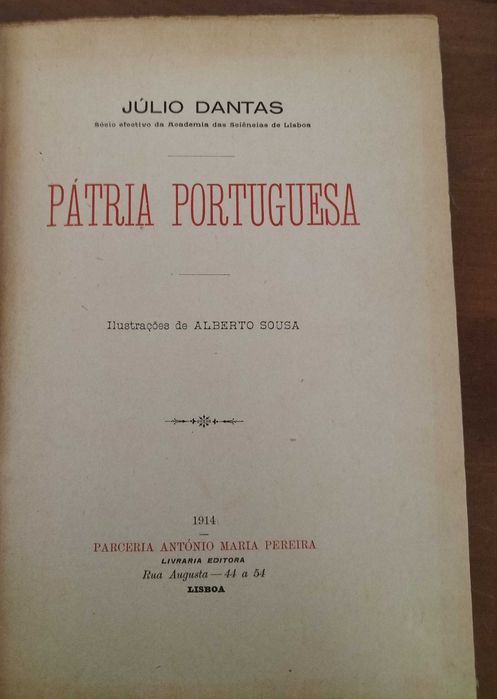 JÚLIO DANTAS
Sócio efectivo da Academia das Sciências de Lisboa
PÁTRIA PORTUGUESA
Ilustrações de ALBERTO SOUSA
1914
PARCERIA ANTÓNIO MARIA PEREIRA
LIVRARIA EDITORA
Rua Augusta — 44 a 54
LISBOA